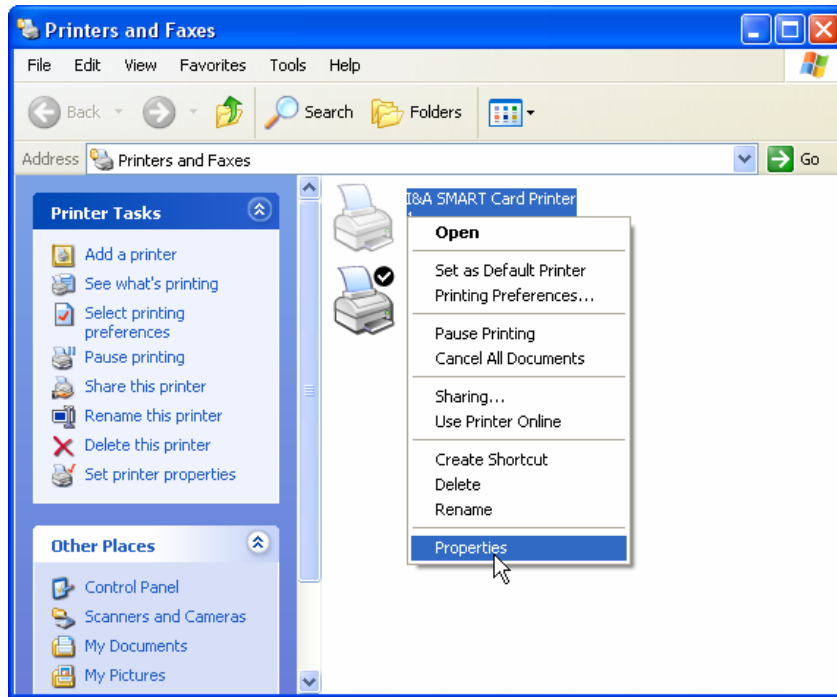 Printers and Faxes
File Edit View Favorites Tools Help
Back Search Folders
Address Printers and Faxes Go
Printer Tasks
Add a printer
See what's printing
Select printing
preferences
Pause printing
Share this printer
Rename this printer
Delete this printer
Set printer properties
Other Places
Control Panel
Scanners and Cameras
My Documents
My Pictures
I&A SMART Card Printer
Open
Set as Default Printer
Printing Preferences...
Pause Printing
Cancel All Documents
Sharing...
Use Printer Online
Create Shortcut
Delete
Rename
Properties